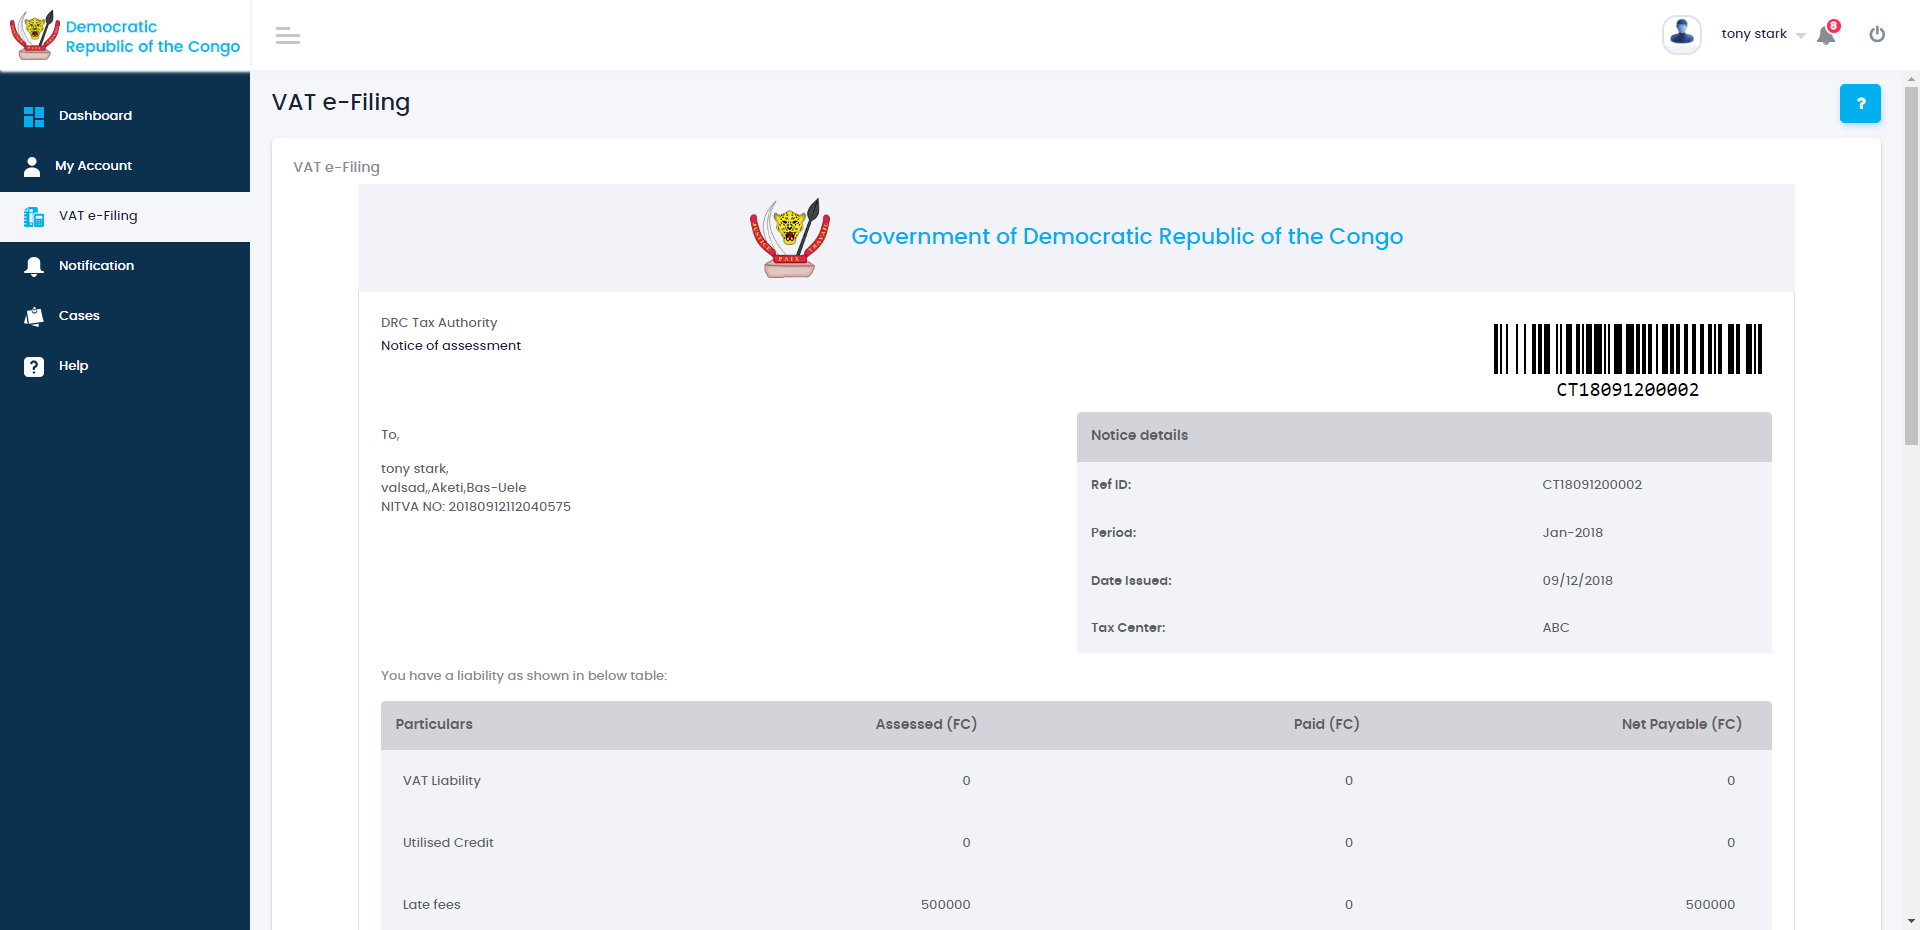 Democratic
Republic of the Congo
tony stark
8
Dashboard
My Account
VAT e-Filing
Notification
Cases
Help
VAT e-Filing
?
VAT e-Filing
JUSTICE
PAIX
TRAVAIL
Government of Democratic Republic of the Congo
DRC Tax Authority
Notice of assessment
CT18091200002
To,
tony stark,
valsad,,Aketi,Bas-Uele
NITVA NO: 20180912112040575
Notice details
Ref ID: CT18091200002
Period: Jan-2018
Date Issued: 09/12/2018
Tax Center: ABC
You have a liability as shown in below table:
Particulars Assessed (FC) Paid (FC) Net Payable (FC)
VAT Liability 0 0 0
Utilised Credit 0 0 0
Late fees 500000 0 500000